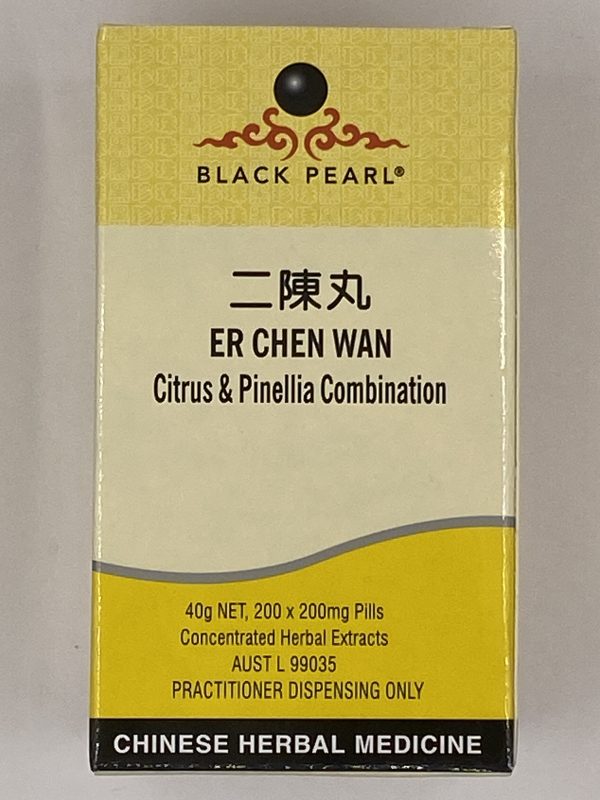 BLACK PEARL®
二陳丸
ER CHEN WAN
Citrus & Pinellia Combination
40g NET, 200 x 200mg Pills
Concentrated Herbal Extracts
AUST L 99035
PRACTITIONER DISPENSING ONLY
CHINESE HERBAL MEDICINE